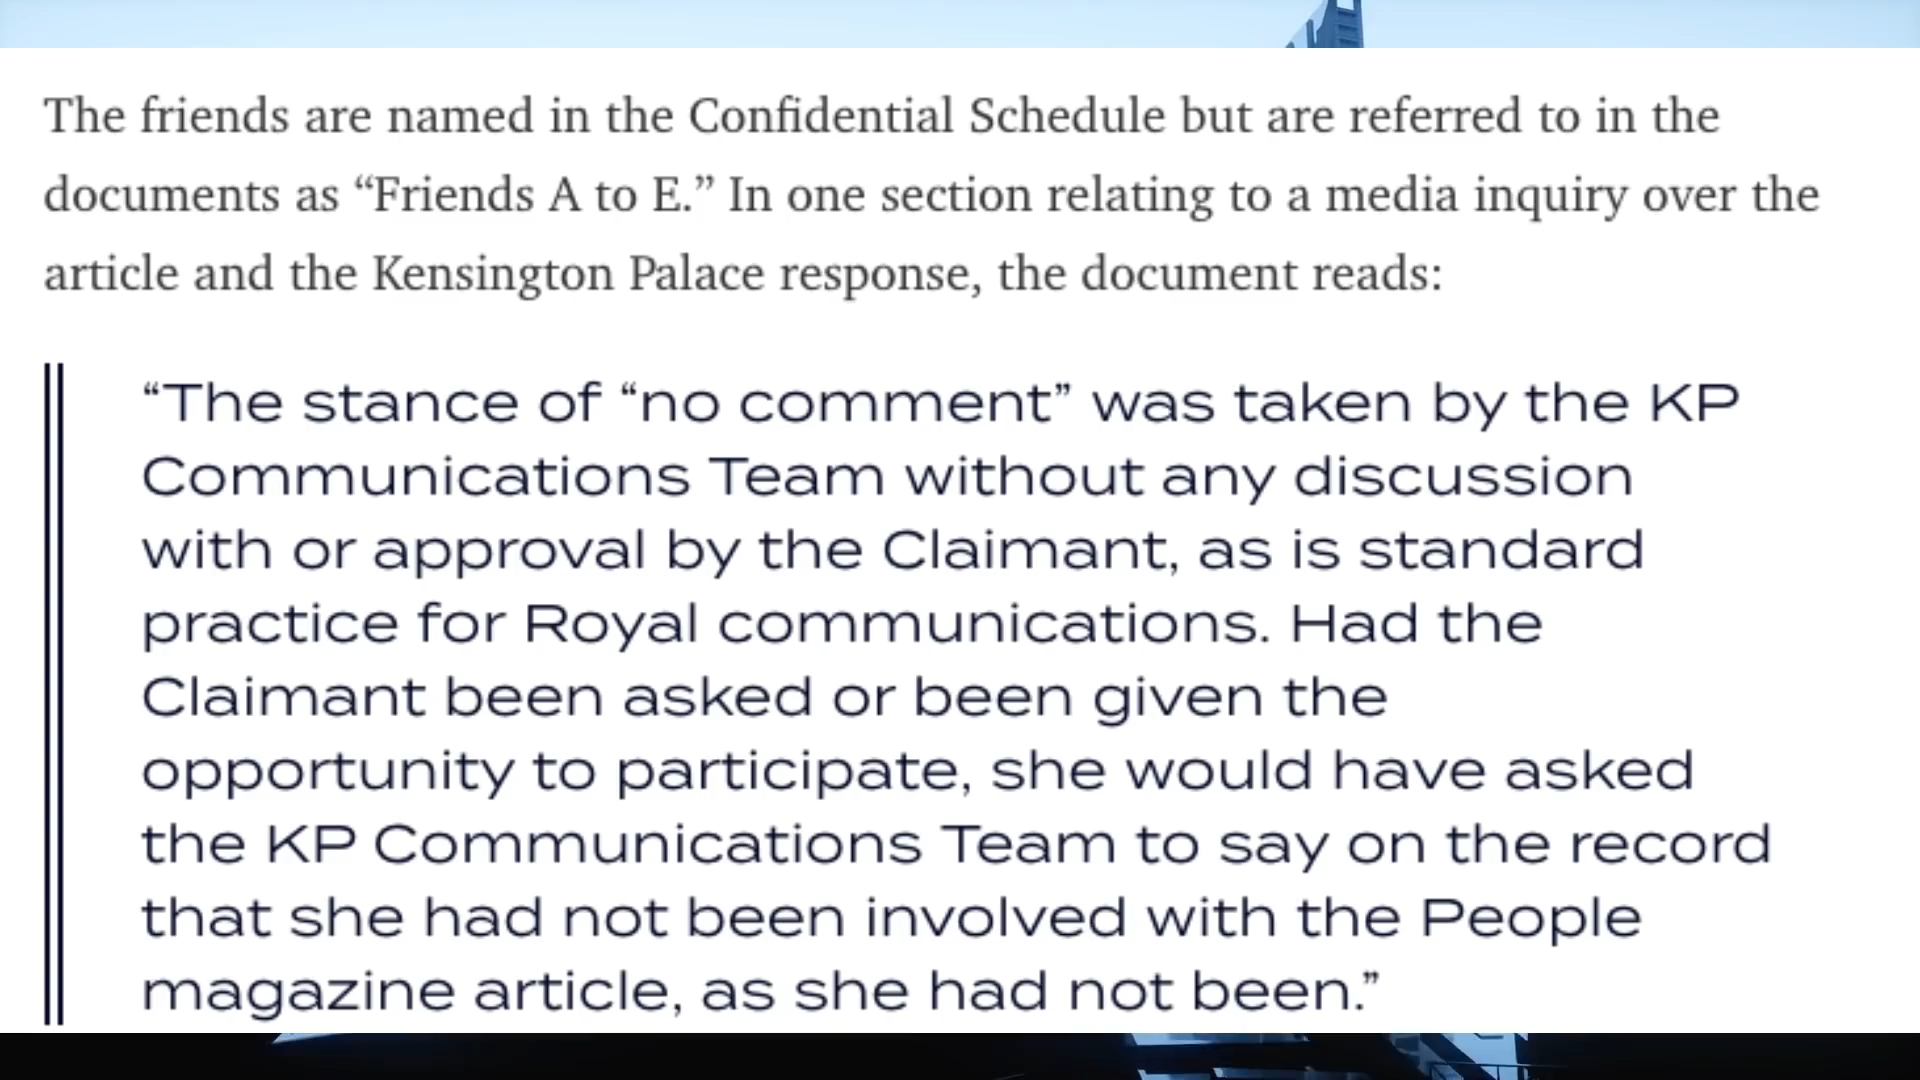 The friends are named in the Confidential Schedule but are referred to in the
documents as “Friends A to E.” In one section relating to a media inquiry over the
article and the Kensington Palace response, the document reads:
“The stance of “no comment” was taken by the KP
Communications Team without any discussion
with or approval by the Claimant, as is standard
practice for Royal communications. Had the
Claimant been asked or been given the
opportunity to participate, she would have asked
the KP Communications Team to say on the record
that she had not been involved with the People
magazine article, as she had not been.”